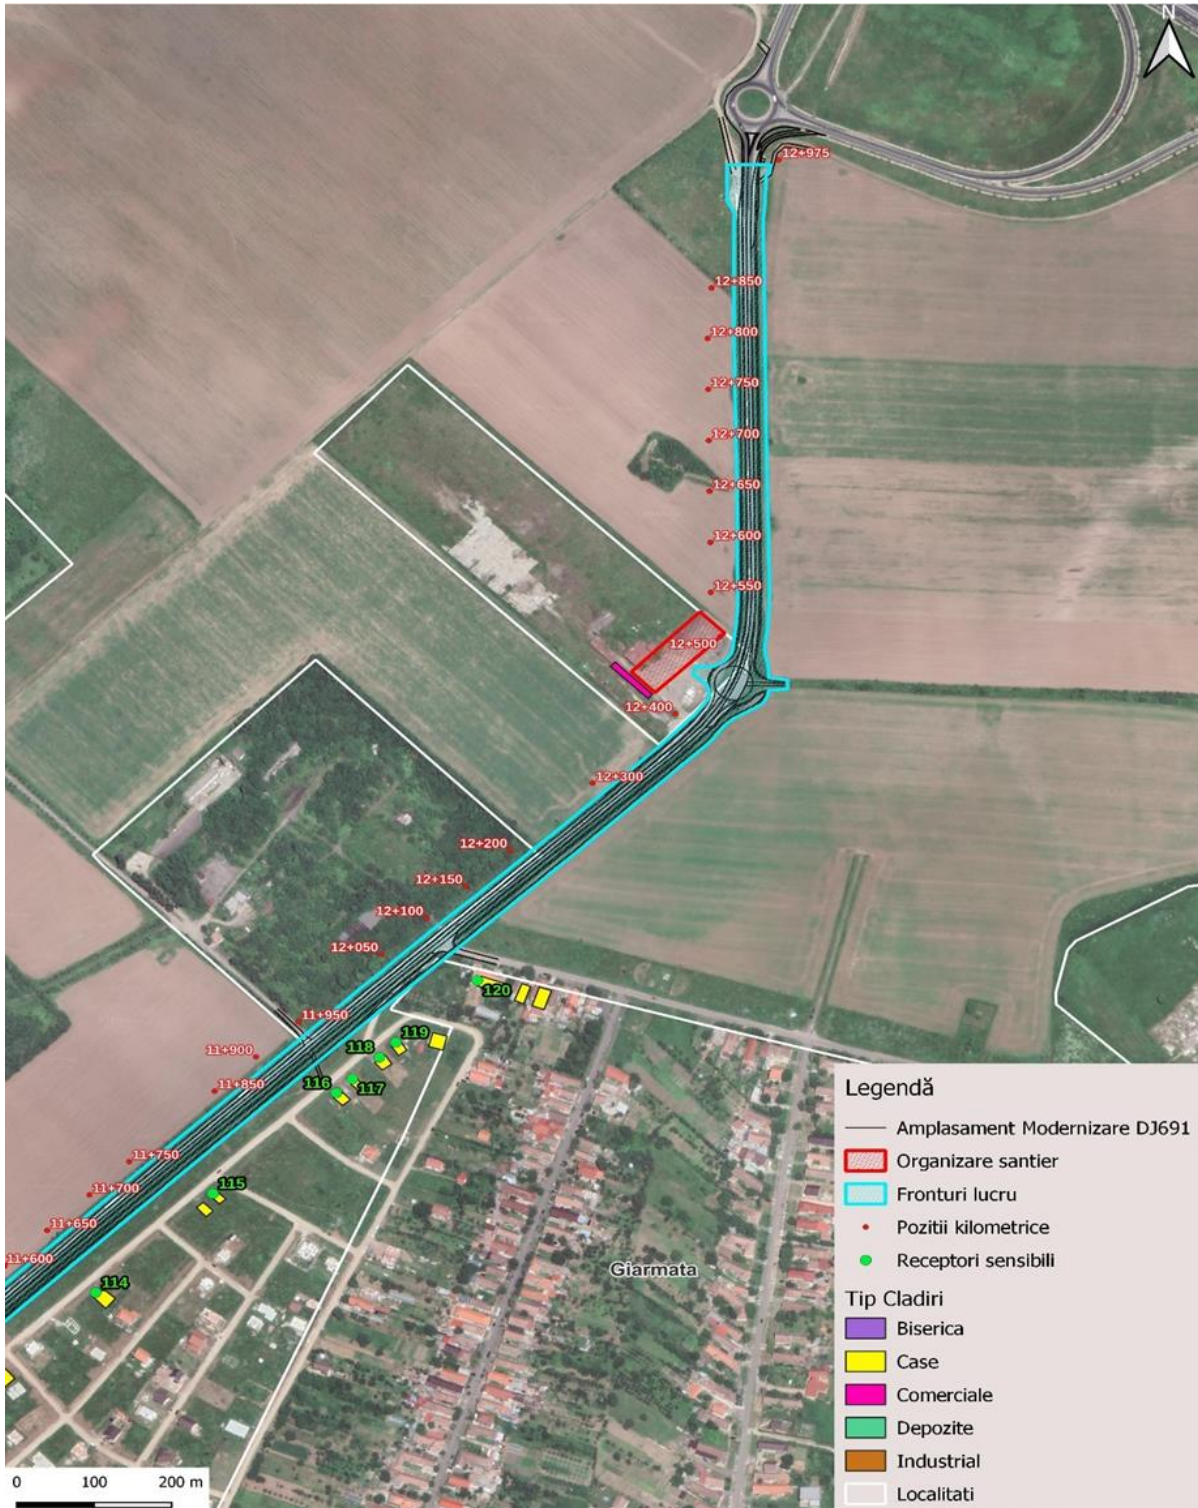 N
12+975
12+850
12+800
12+750
12+700
12+650
12+600
12+550
12+500
12+400
12+300
12+200
12+150
12+100
12+050
120
11+950
119
11+900
118
11+850
116
117
11+750
11+700
115
11+650
11+600
114
Giarmata
Legendă
Amplasament Modernizare DJ691
Organizare santier
Fronturi lucru
Pozitii kilometrice
Receptori sensibili
Tip Cladiri
Biserica
Case
Comerciale
Depozite
Industrial
Localitati
0 100 200 m